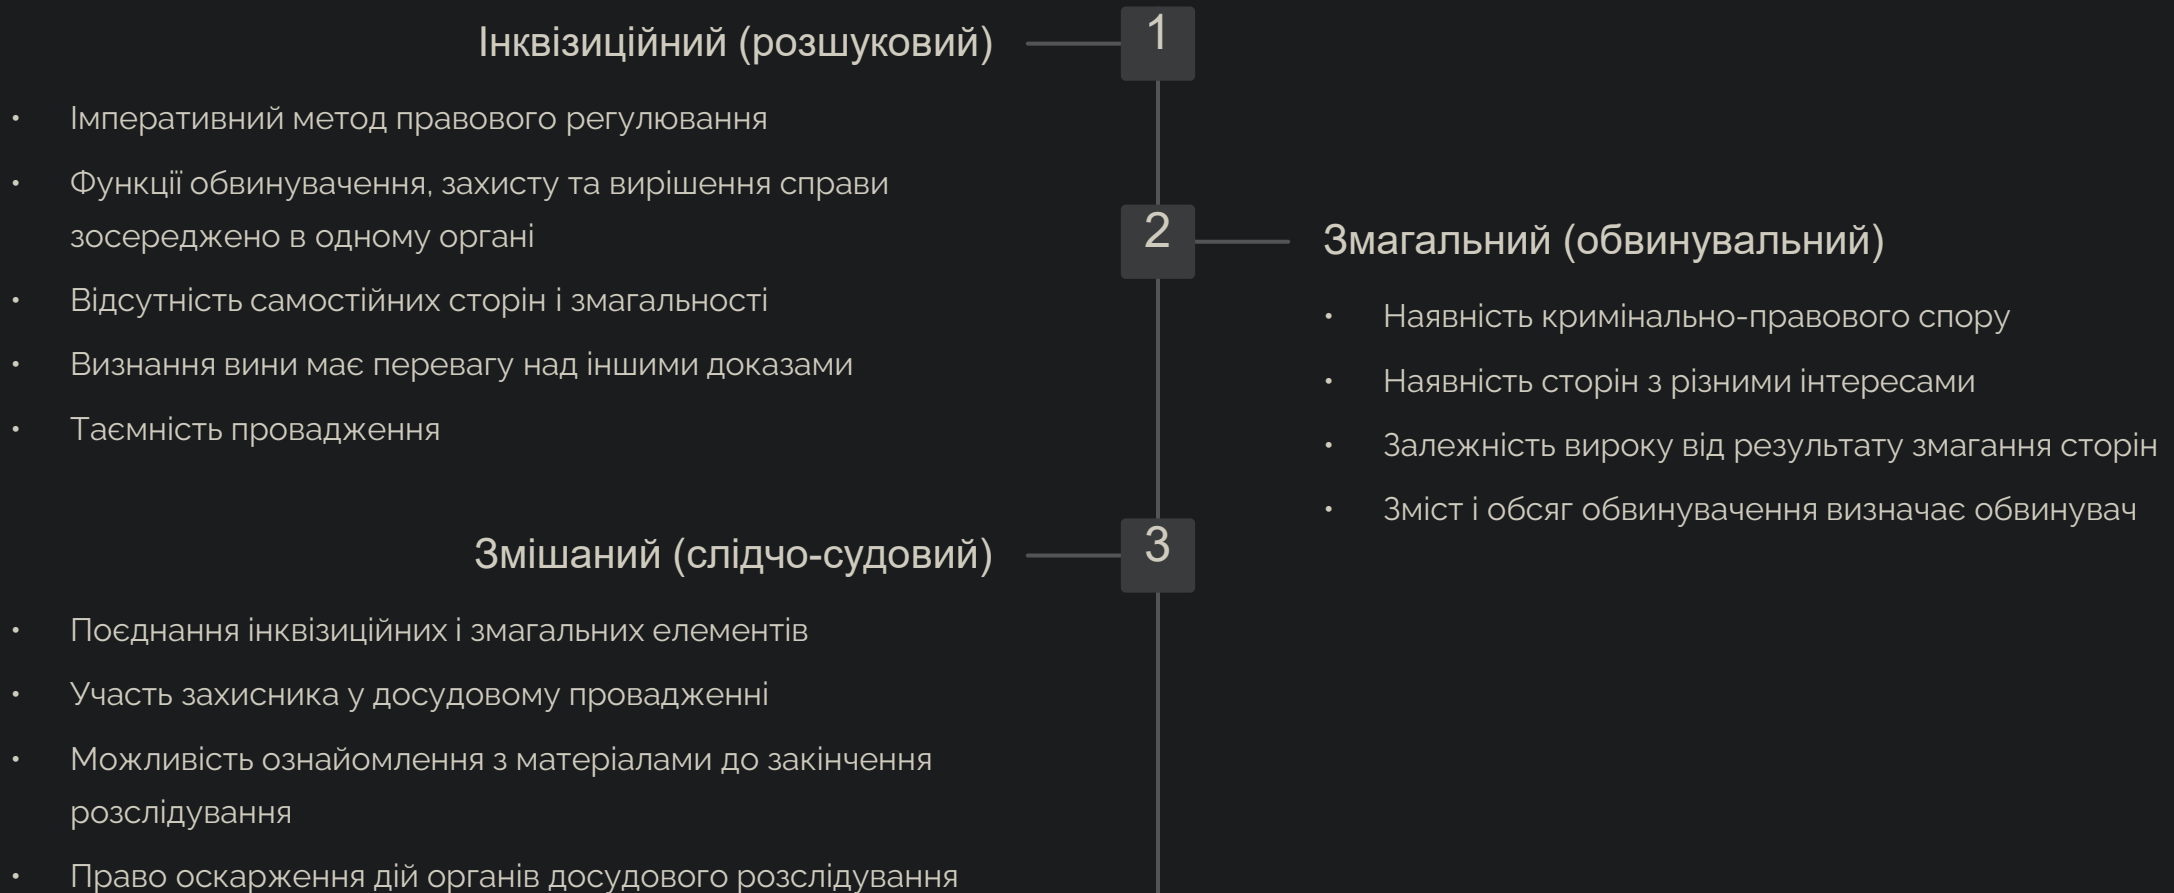 Інквізиційний (розшуковий)
1
• Імперативний метод правового регулювання
• Функції обвинувачення, захисту та вирішення справи
зосереджено в одному органі
• Відсутність самостійних сторін і змагальності
• Визнання вини має перевагу над іншими доказами
• Таємність провадження
2
Змагальний (обвинувальний)
• Наявність кримінально-правового спору
• Наявність сторін з різними інтересами
• Залежність вироку від результату змагання сторін
• Зміст і обсяг обвинувачення визначає обвинувач
Змішаний (слідчо-судовий)
3
• Поєднання інквізиційних і змагальних елементів
• Участь захисника у досудовому провадженні
• Можливість ознайомлення з матеріалами до закінчення
розслідування
• Право оскарження дій органів досудового розслідування